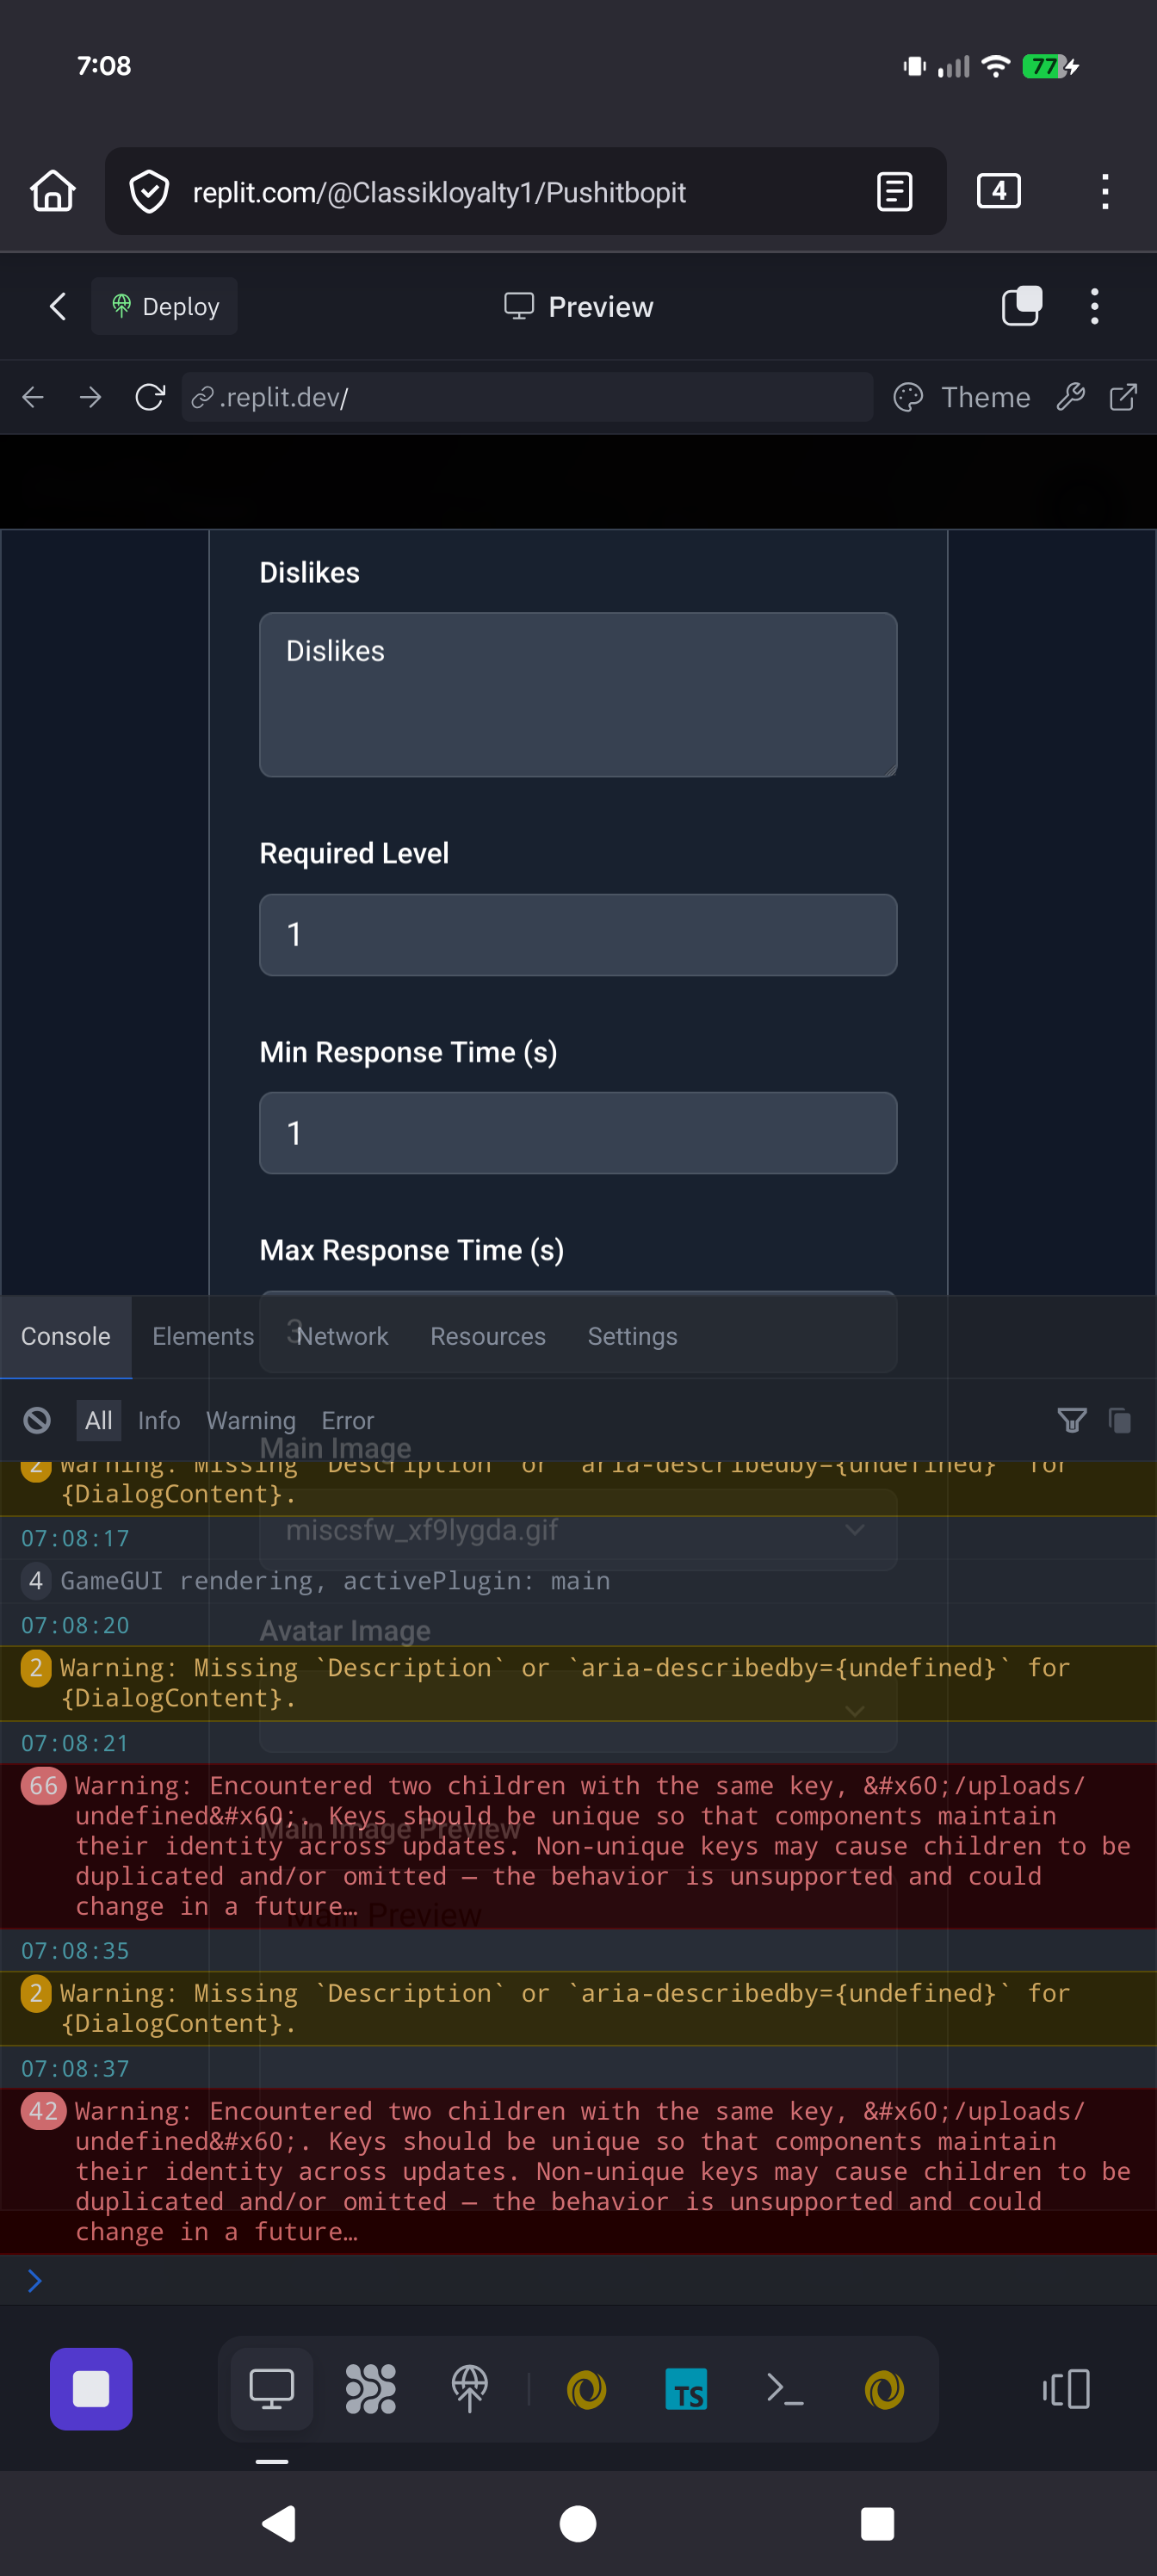 7:08
77
replit.com/@Classikloyalty1/Pushitbopit
4
Deploy
Preview
.replit.dev/
Theme
Dislikes
Dislikes
Required Level
1
Min Response Time (s)
1
Max Response Time (s)
3
Console
Elements
Network
Resources
Settings
All
Info
Warning
Error
Main Image
2 Warning: Missing `Description` or `aria-describedby={undefined}` for
{DialogContent}.
miscsfw_xf9lygda.gif
07:08:17
4 GameGUI rendering, activePlugin: main
07:08:20
Avatar Image
2 Warning: Missing `Description` or `aria-describedby={undefined}` for
{DialogContent}.
07:08:21
66 Warning: Encountered two children with the same key, &#x60;/uploads/
undefined&#x60;. Keys should be unique so that components maintain
Main Image Preview
their identity across updates. Non-unique keys may cause children to be
duplicated and/or omitted — the behavior is unsupported and could
change in a future…
Main Preview
07:08:35
2 Warning: Missing `Description` or `aria-describedby={undefined}` for
{DialogContent}.
07:08:37
42 Warning: Encountered two children with the same key, &#x60;/uploads/
undefined&#x60;. Keys should be unique so that components maintain
their identity across updates. Non-unique keys may cause children to be
duplicated and/or omitted — the behavior is unsupported and could
change in a future…
TS